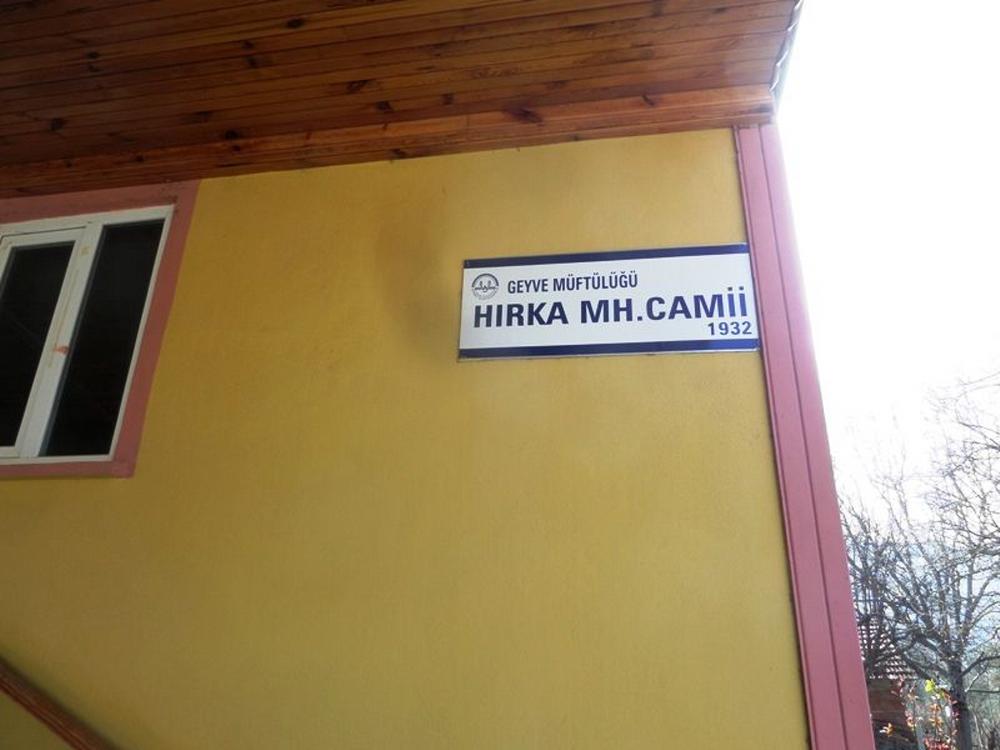 GEYVE MÜFTÜLÜĞÜ
HIRKA MH.CAMİİ
1932